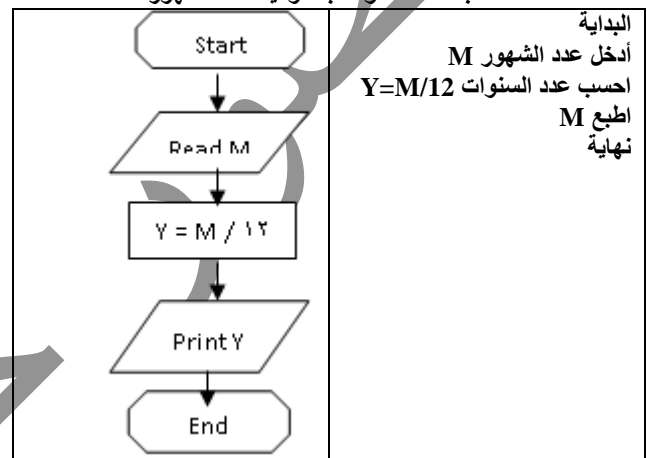 البداية
أدخل عدد الشهور M
احسب عدد السنوات Y=M/12
اطبع M
نهاية
Start
Read M
Y = M / ١٢
Print Y
End